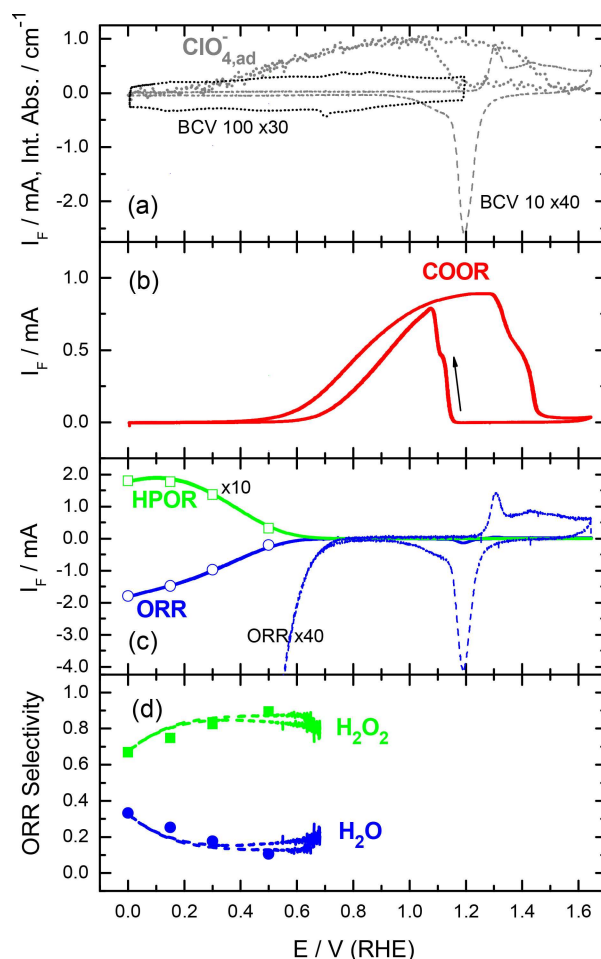 I_F / mA, Int. Abs. / cm⁻¹
1.0
0.0
-1.0
-2.0
ClO⁻₄,ad
BCV 100 x30
BCV 10 x40
(a)
I_F / mA
1.0
0.5
0.0
(b)
COOR
I_F / mA
2.0
1.0
0.0
-1.0
-2.0
-3.0
-4.0
HPOR
x10
ORR
ORR x40
(c)
ORR Selectivity
1.0
0.8
0.6
0.4
0.2
0.0
(d)
H₂O₂
H₂O
0.0 0.2 0.4 0.6 0.8 1.0 1.2 1.4 1.6
E / V (RHE)